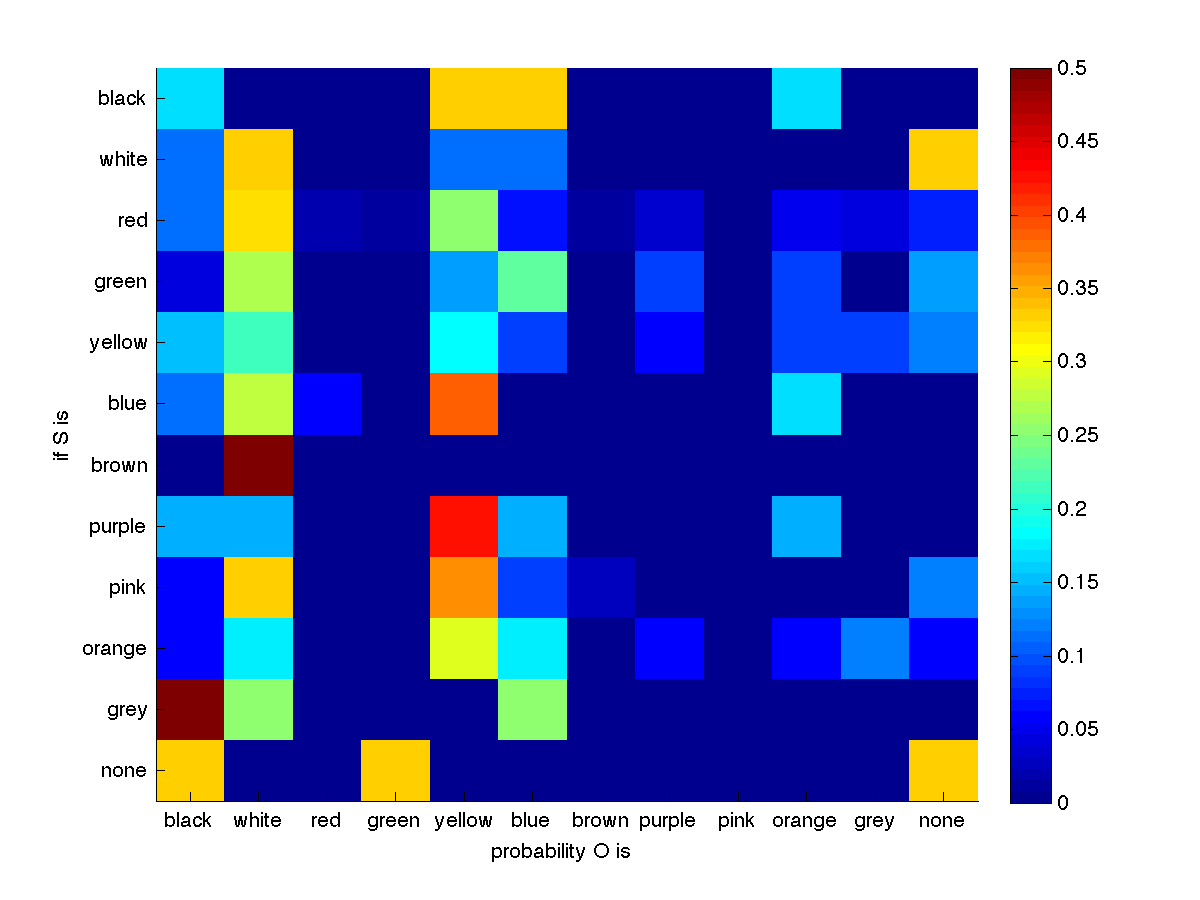 if S is
black
white
red
green
yellow
blue
brown
purple
pink
orange
grey
none
black white red green yellow blue brown purple pink orange grey none
probability O is
0.5
0.45
0.4
0.35
0.3
0.25
0.2
0.15
0.1
0.05
0